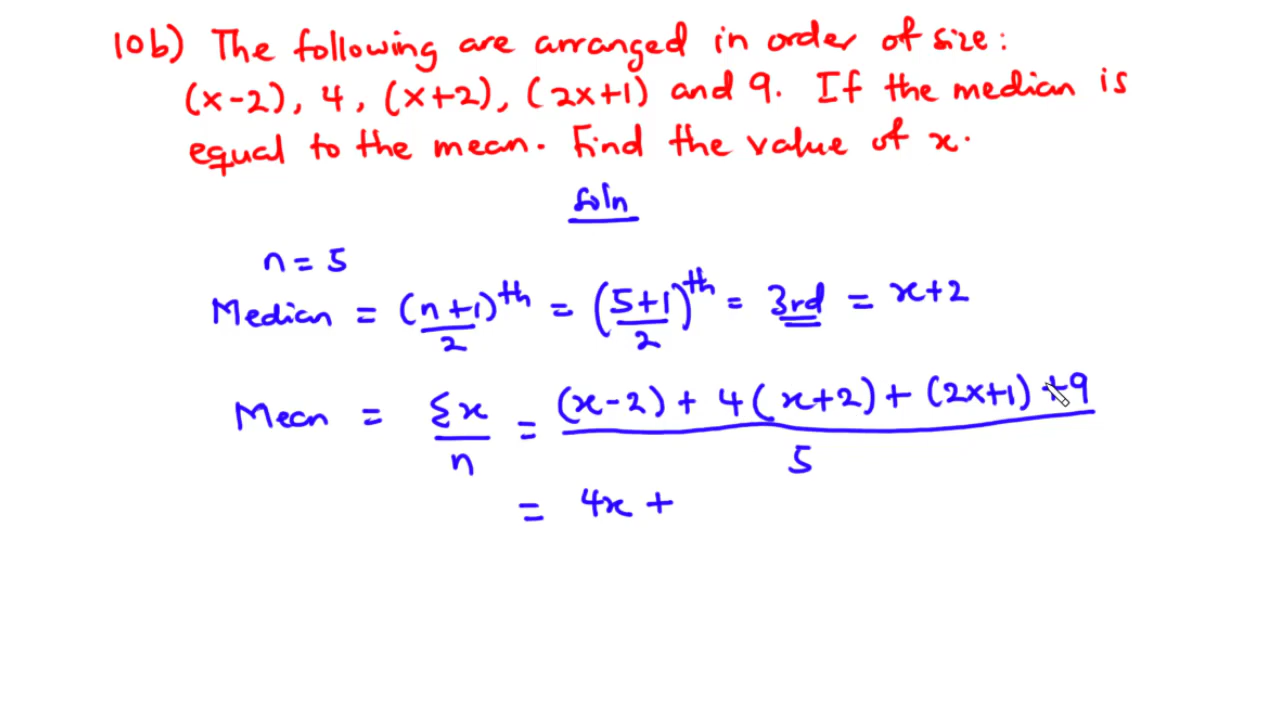 10b) The following are arranged in order of size:
(x-2), 4, (x+2), (2x+1) and 9. If the median is
equal to the mean. Find the value of x.
soln
n = 5
Median = (n+1)^th/2 = (5+1/2)^th = 3rd = x+2
Mean = Σx/n = (x-2) + 4 (x+2) + (2x+1) + 9/5
= 4x +